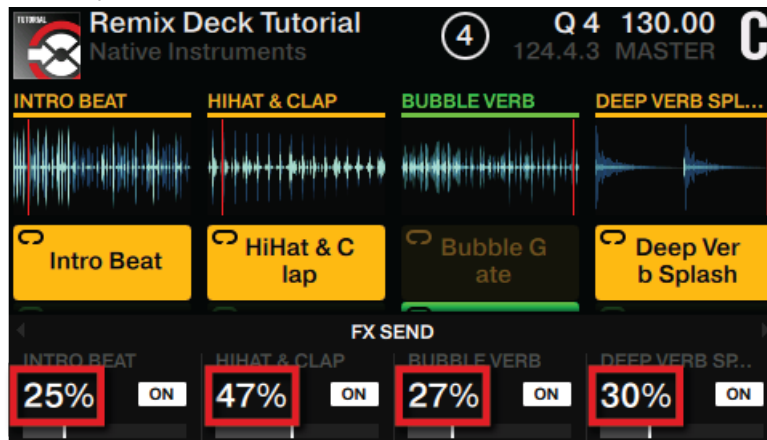 TUTORIAL
Remix Deck Tutorial
Native Instruments
4
Q 4 130.00
124.4.3 MASTER
C
INTRO BEAT HIHAT & CLAP BUBBLE VERB DEEP VERB SPL...
Intro Beat
HiHat & C
lap
Bubble G
ate
Deep Ver
b Splash
FX SEND
INTRO BEAT HIHAT & CLAP BUBBLE VERB DEEP VERB SP...
25% ON 47% ON 27% ON 30% ON